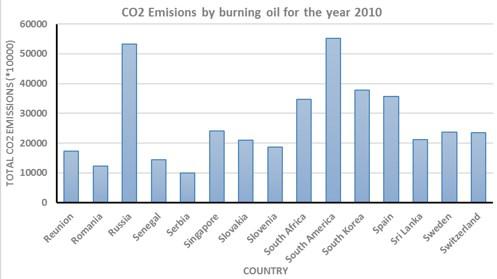 CO2 Emisions by burning oil for the year 2010
TOTAL CO2 EMISSIONS (*10000)
60000
50000
40000
30000
20000
10000
0
Reunion
Romania
Russia
Senegal
Serbia
Singapore
Slovakia
Slovenia
South Africa
South America
South Korea
Spain
Sri Lanka
Sweden
Switzerland
COUNTRY